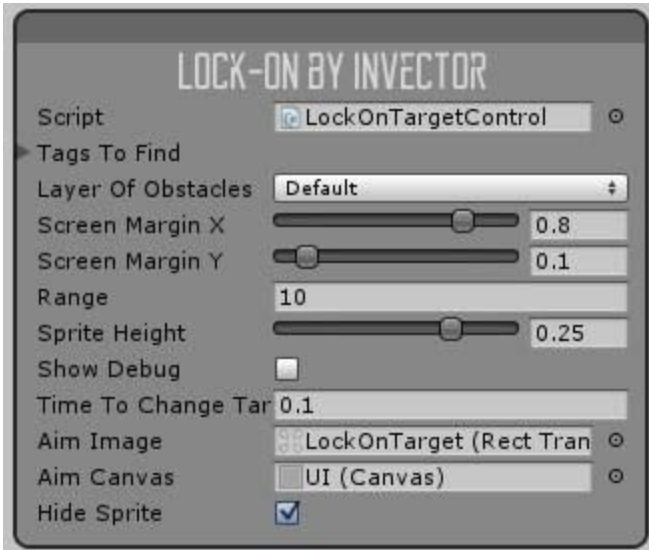 LOCK-ON BY INVECTOR
Script LockOnTargetControl
Tags To Find
Layer Of Obstacles Default
Screen Margin X 0.8
Screen Margin Y 0.1
Range 10
Sprite Height 0.25
Show Debug
Time To Change Tar 0.1
Aim Image LockOnTarget (Rect Tran
Aim Canvas UI (Canvas)
Hide Sprite